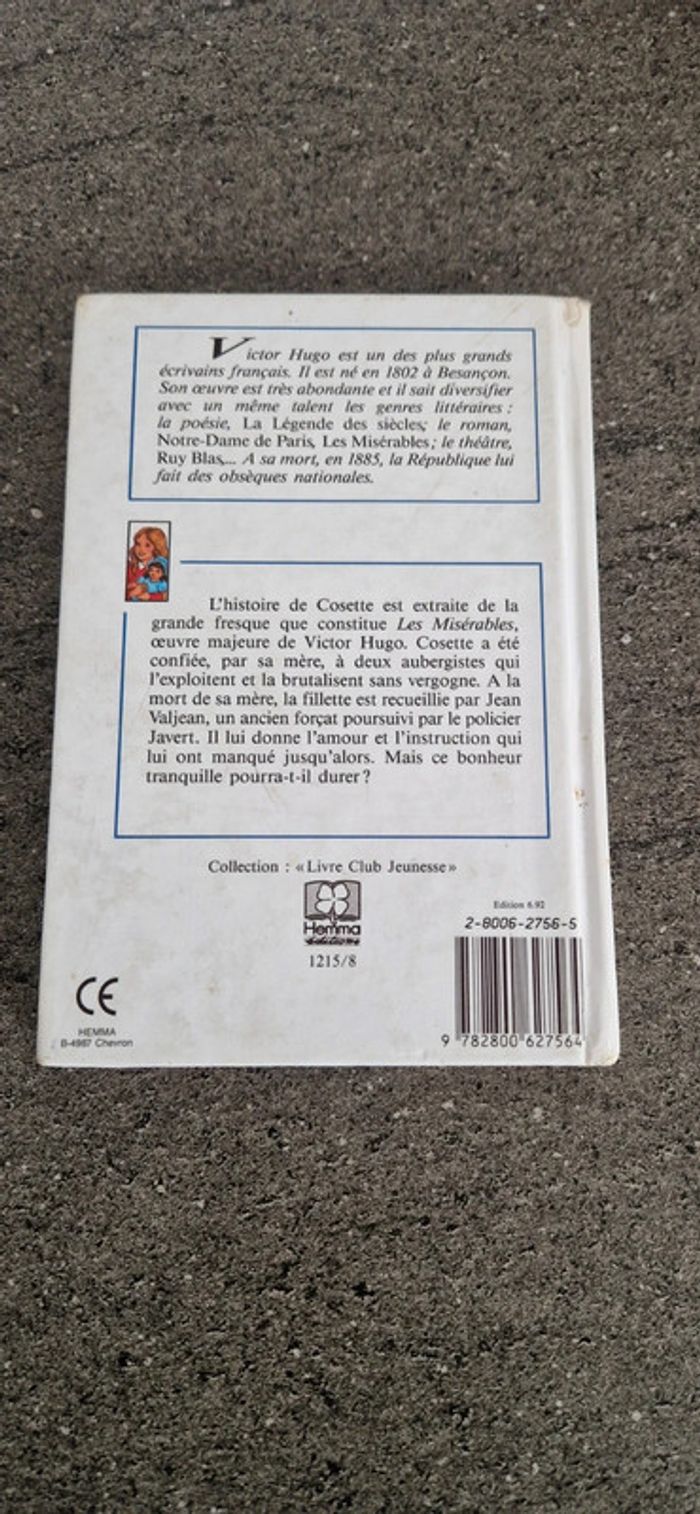 Victor Hugo est un des plus grands
écrivains français. Il est né en 1802 à Besançon.
Son œuvre est très abondante et il sait diversifier
avec un même talent les genres littéraires :
la poésie, La Légende des siècles; le roman,
Notre-Dame de Paris, Les Misérables; le théâtre,
Ruy Blas,... A sa mort, en 1885, la République lui
fait des obsèques nationales.
L'histoire de Cosette est extraite de la
grande fresque que constitue Les Misérables,
œuvre majeure de Victor Hugo. Cosette a été
confiée, par sa mère, à deux aubergistes qui
l'exploitent et la brutalisent sans vergogne. A la
mort de sa mère, la fillette est recueillie par Jean
Valjean, un ancien forçat poursuivi par le policier
Javert. Il lui donne l'amour et l'instruction qui
lui ont manqué jusqu'alors. Mais ce bonheur
tranquille pourra-t-il durer ?
Collection : « Livre Club Jeunesse »
Hemma
éditions
1215/8
Edition 6.92
2-8006-2756-5
9 782800 627564
CE
HEMMA
B-4987 Chevron